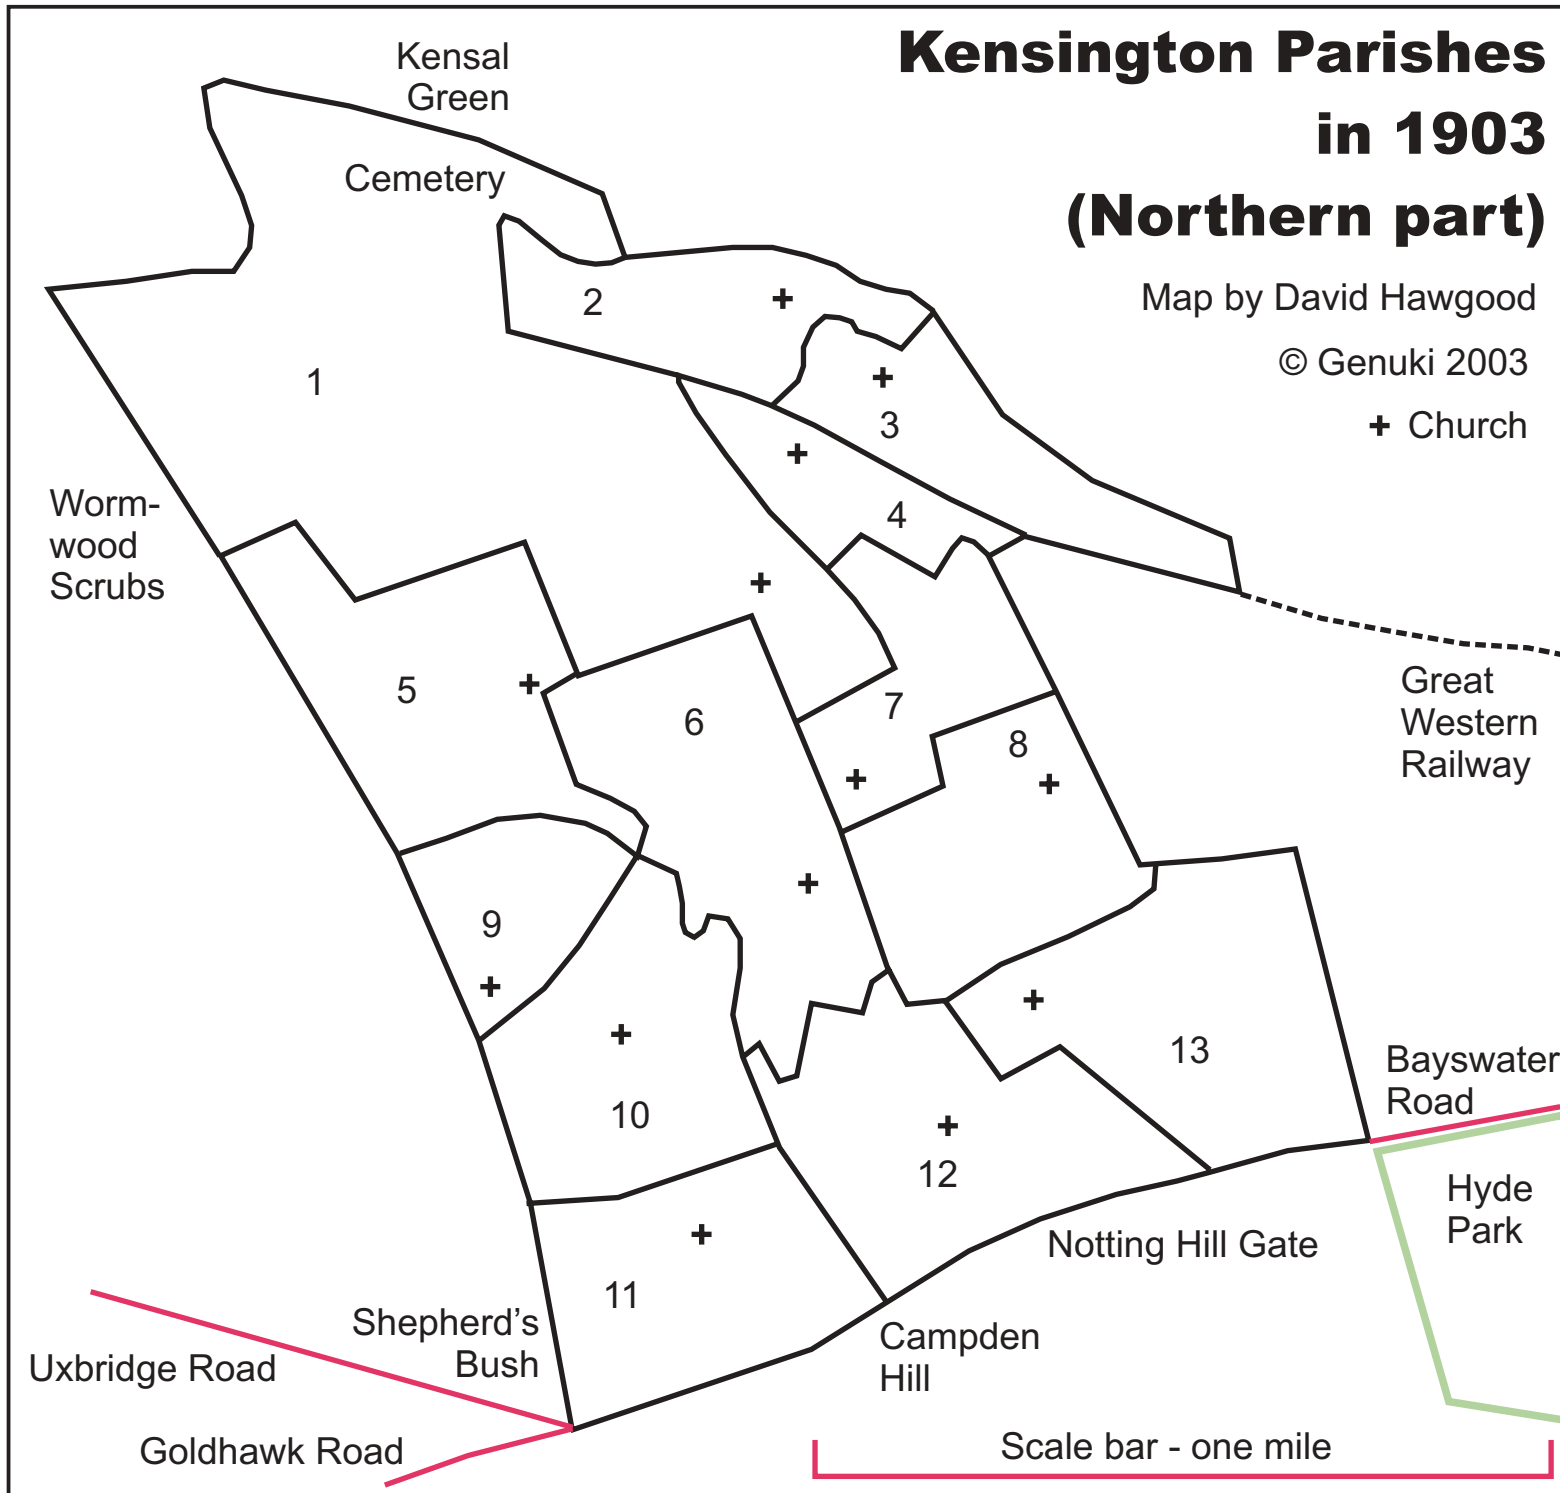 Kensington Parishes
in 1903
(Northern part)
Map by David Hawgood
© Genuki 2003
+ Church
Kensal
Green
Cemetery
2
1
3
4
Worm-
wood
Scrubs
5
6
7
8
Great
Western
Railway
9
10
13
12
11
Bayswater
Road
Hyde
Park
Notting Hill Gate
Campden
Hill
Shepherd’s
Bush
Uxbridge Road
Goldhawk Road
Scale bar - one mile